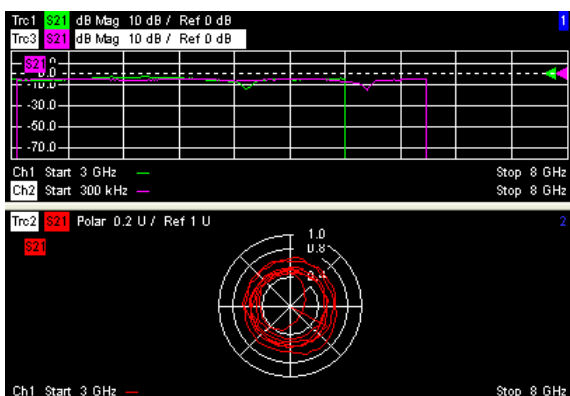 Trc1 S21 dB Mag 10 dB / Ref 0 dB 1
Trc3 S21 dB Mag 10 dB / Ref 0 dB
S21
-10.0
-30.0
-50.0
-70.0
Ch1 Start 3 GHz — Stop 8 GHz
Ch2 Start 300 kHz — Stop 8 GHz
Trc2 S21 Polar 0.2 U / Ref 1 U 2
S21
1.0
0.8
0.4
Ch1 Start 3 GHz — Stop 8 GHz